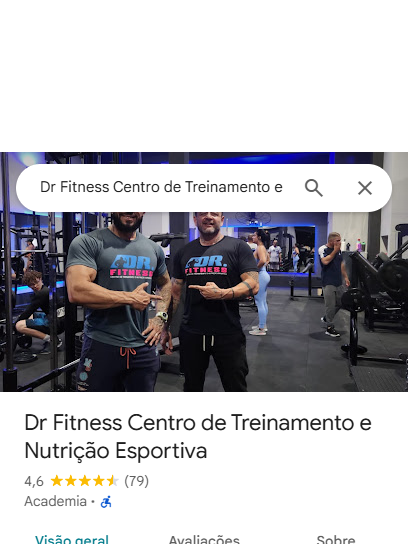 Dr Fitness Centro de Treinamento e
DR.
FITNESS
DR.
FITNESS
Dr Fitness Centro de Treinamento e
Nutrição Esportiva
4,6 (79)
Academia ·
Visão geral Avaliações Sobre